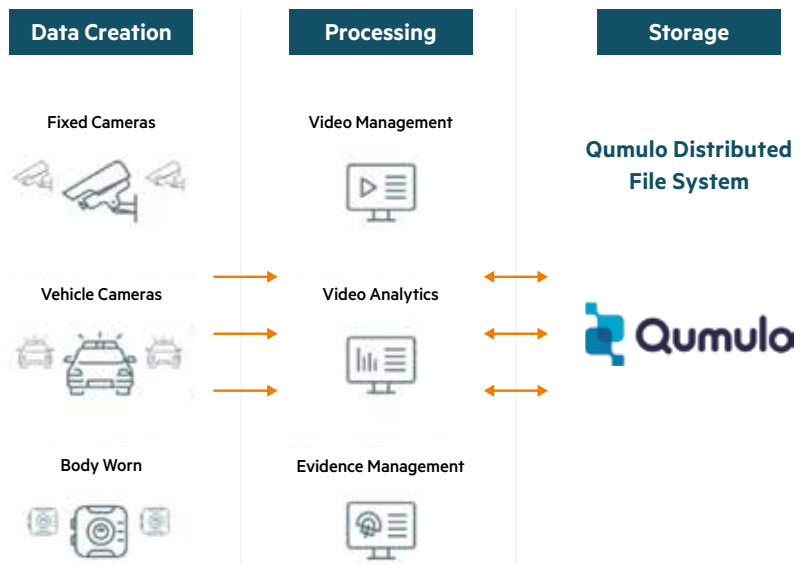 Data Creation
Processing
Storage
Fixed Cameras
Video Management
Qumulo Distributed
File System
Vehicle Cameras
Video Analytics
Qumulo
Body Worn
Evidence Management